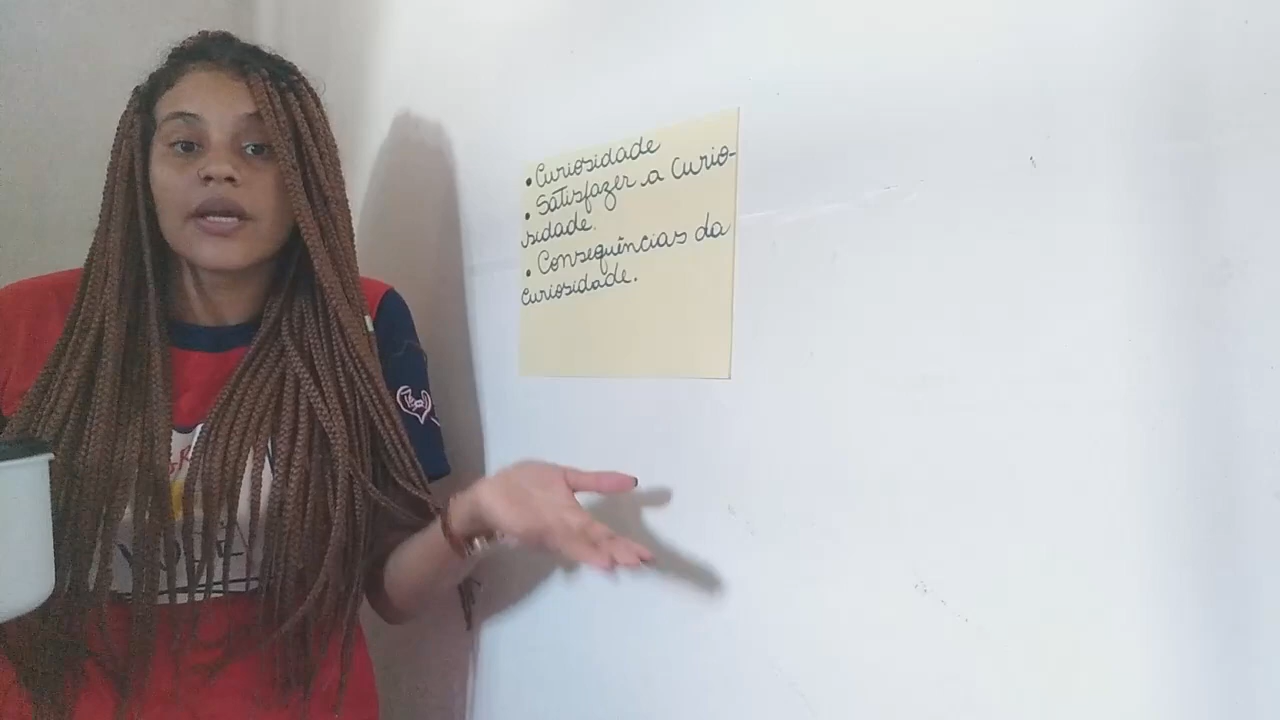 • Curiosidade
• Satisfazer a Curio-
sidade.
• Consequências da
Curiosidade.